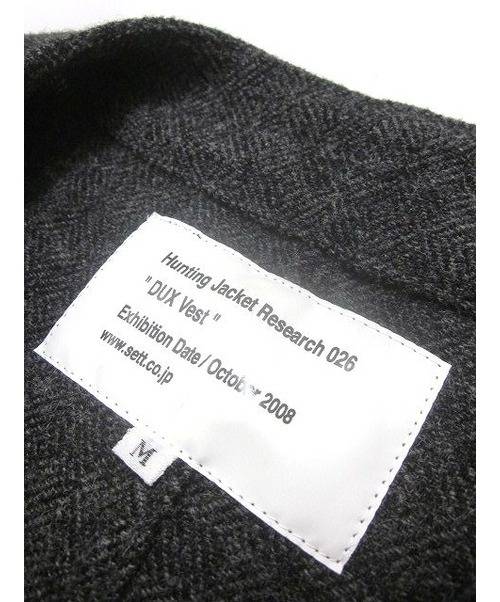 Hunting Jacket Research 026
"DUX Vest"
Exhibition Date / October 2008
www.sett.co.jp
M